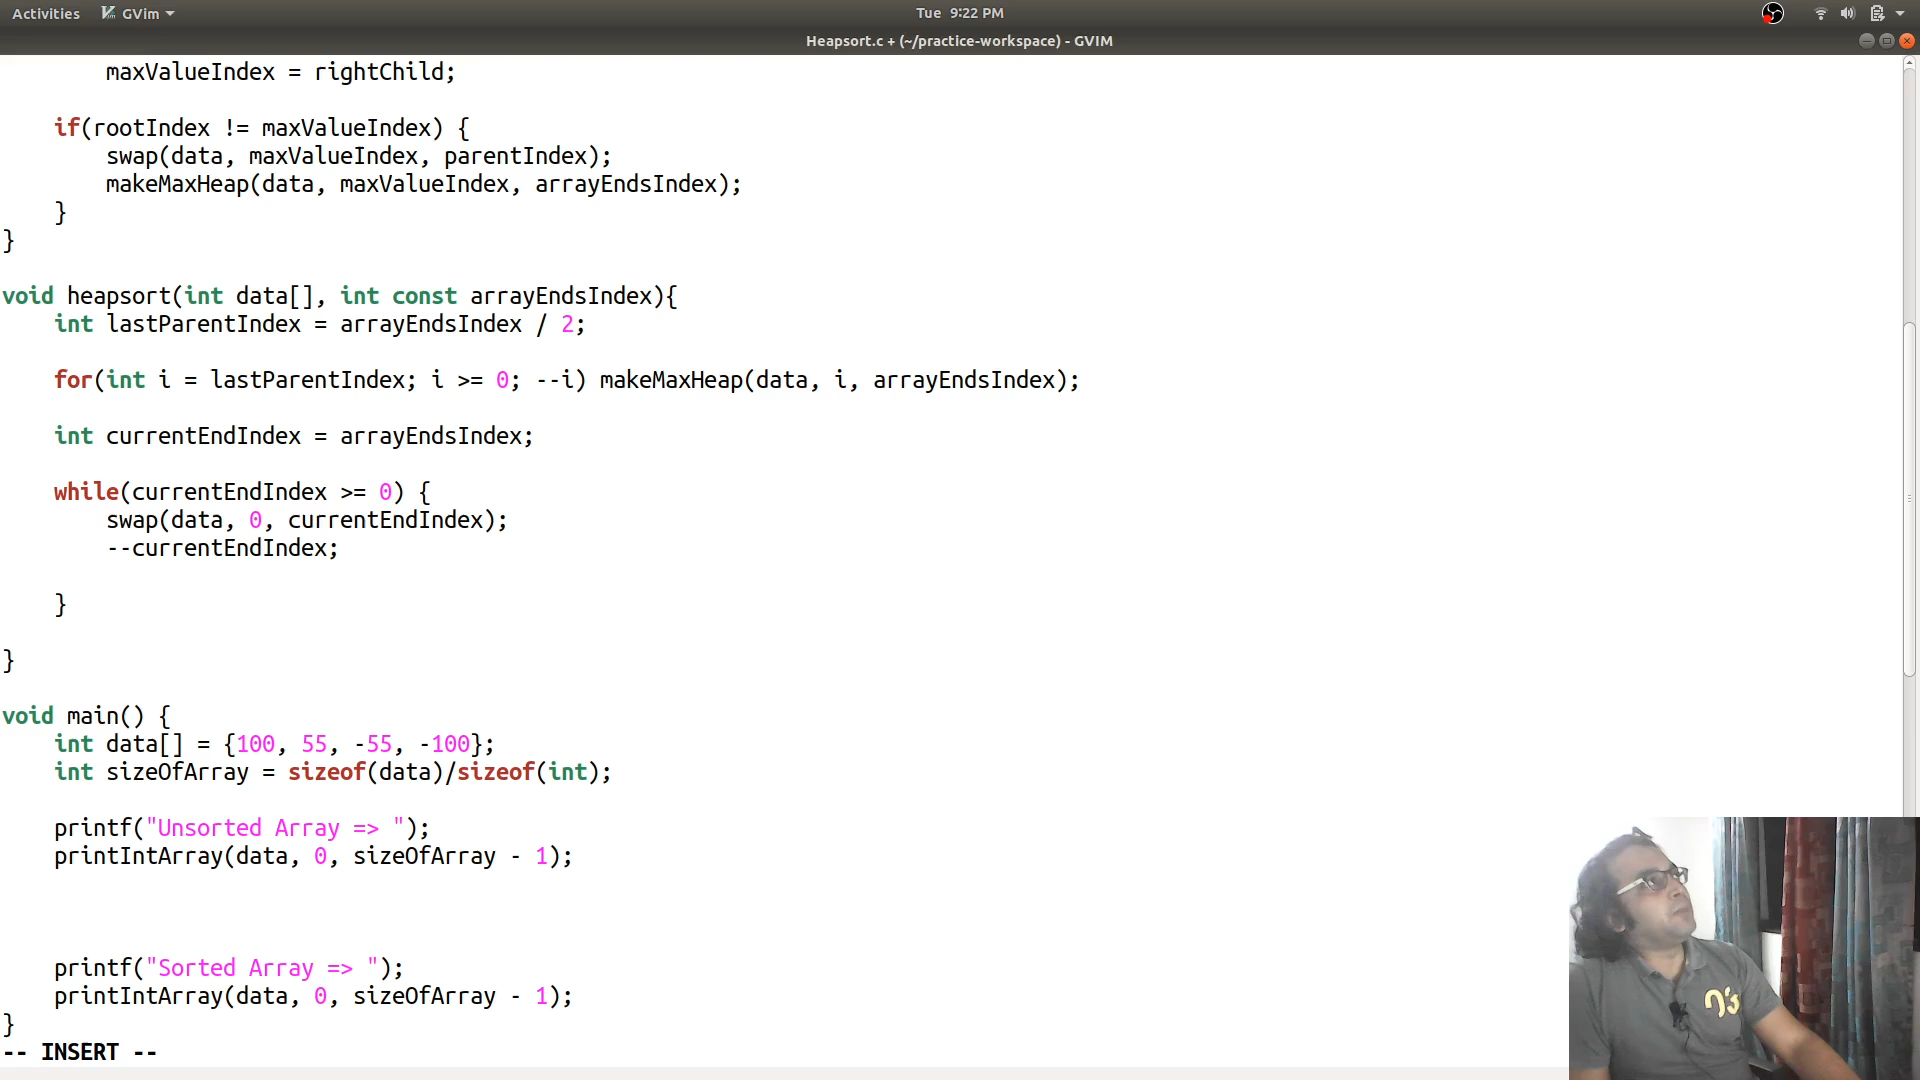 Activities GVim Tue 9:22 PM
Heapsort.c + (~/practice-workspace) - GVIM
        maxValueIndex = rightChild;

    if(rootIndex != maxValueIndex) {
        swap(data, maxValueIndex, parentIndex);
        makeMaxHeap(data, maxValueIndex, arrayEndsIndex);
    }
}

void heapsort(int data[], int const arrayEndsIndex){
    int lastParentIndex = arrayEndsIndex / 2;

    for(int i = lastParentIndex; i >= 0; --i) makeMaxHeap(data, i, arrayEndsIndex);

    int currentEndIndex = arrayEndsIndex;

    while(currentEndIndex >= 0) {
        swap(data, 0, currentEndIndex);
        --currentEndIndex;

    }

}

void main() {
    int data[] = {100, 55, -55, -100};
    int sizeOfArray = sizeof(data)/sizeof(int);

    printf("Unsorted Array => ");
    printIntArray(data, 0, sizeOfArray - 1);



    printf("Sorted Array => ");
    printIntArray(data, 0, sizeOfArray - 1);
}
-- INSERT --